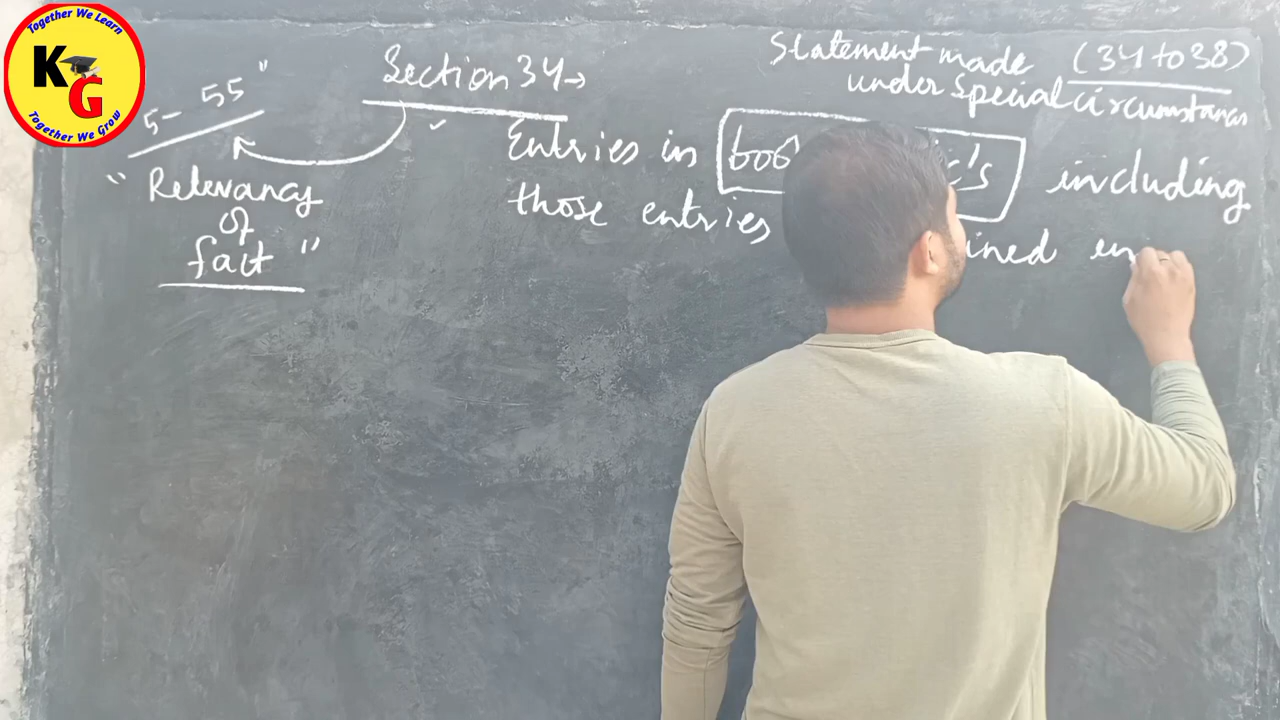 Together We Learn
KG
Together We Grow
"5-55"
"Relevancy
of
fact"
Section 34→
Statement made (34 to 38)
under special circumstances
Entries in including
those entries